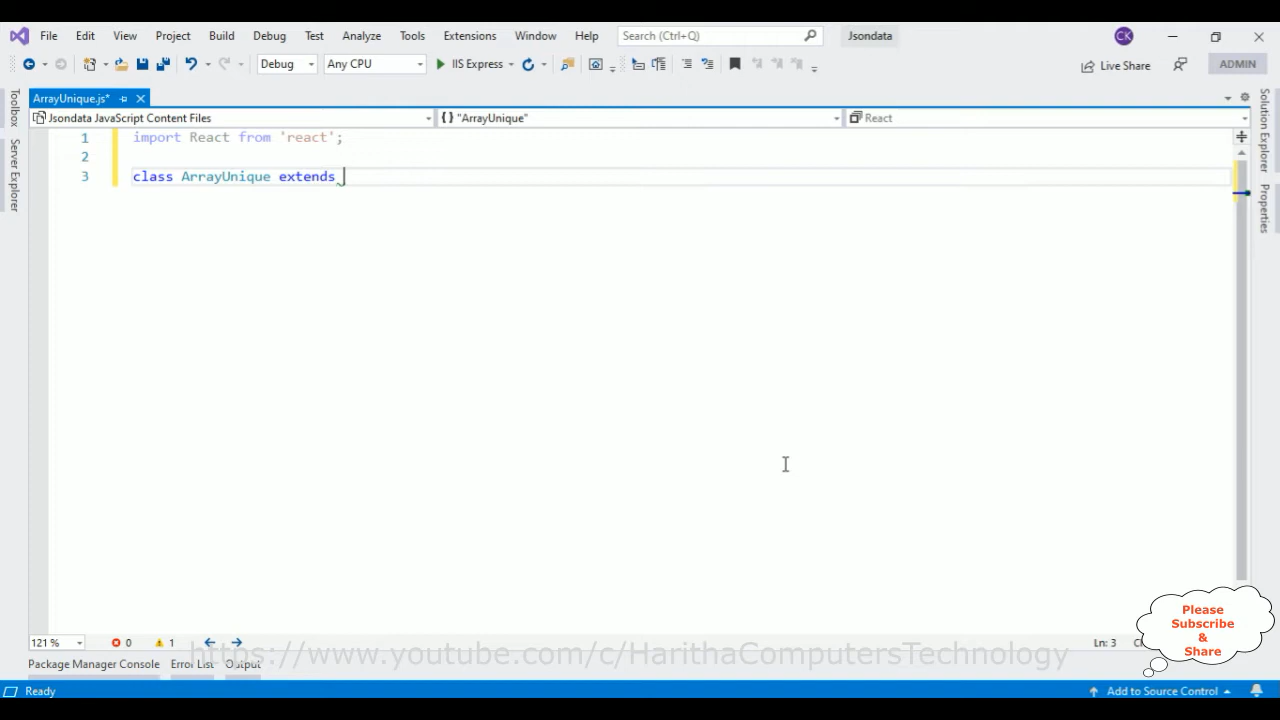 File Edit View Project Build Debug Test Analyze Tools Extensions Window Help Search (Ctrl+Q) Jsondata CK
Debug Any CPU IIS Express Live Share ADMIN
ArrayUnique.js*
Jsondata JavaScript Content Files "ArrayUnique" React
Toolbox
Server Explorer
Solution Explorer
Properties
1 import React from 'react';
2
3 class ArrayUnique extends
Please
Subscribe
&
Share
121 % 0 1 Ln: 3
https://www.youtube.com/c/HarithaComputersTechnology
Package Manager Console Error List Output
Ready Add to Source Control